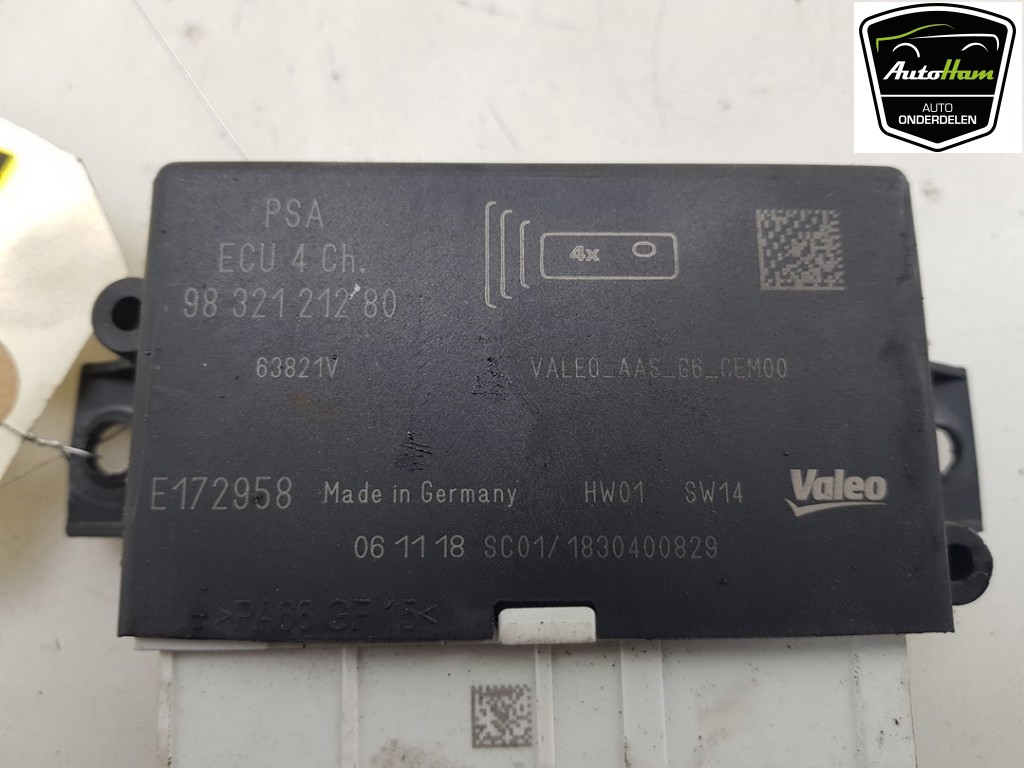 AutoHam
AUTO
ONDERDELEN
PSA
ECU 4 Ch.
98 321 212 80
4x
63821V
VALEO_AAS_G6_CEM00
E172958 Made in Germany HW01 SW14 Valeo
06 11 18 SC01/1830400829
>PA66 GF15<